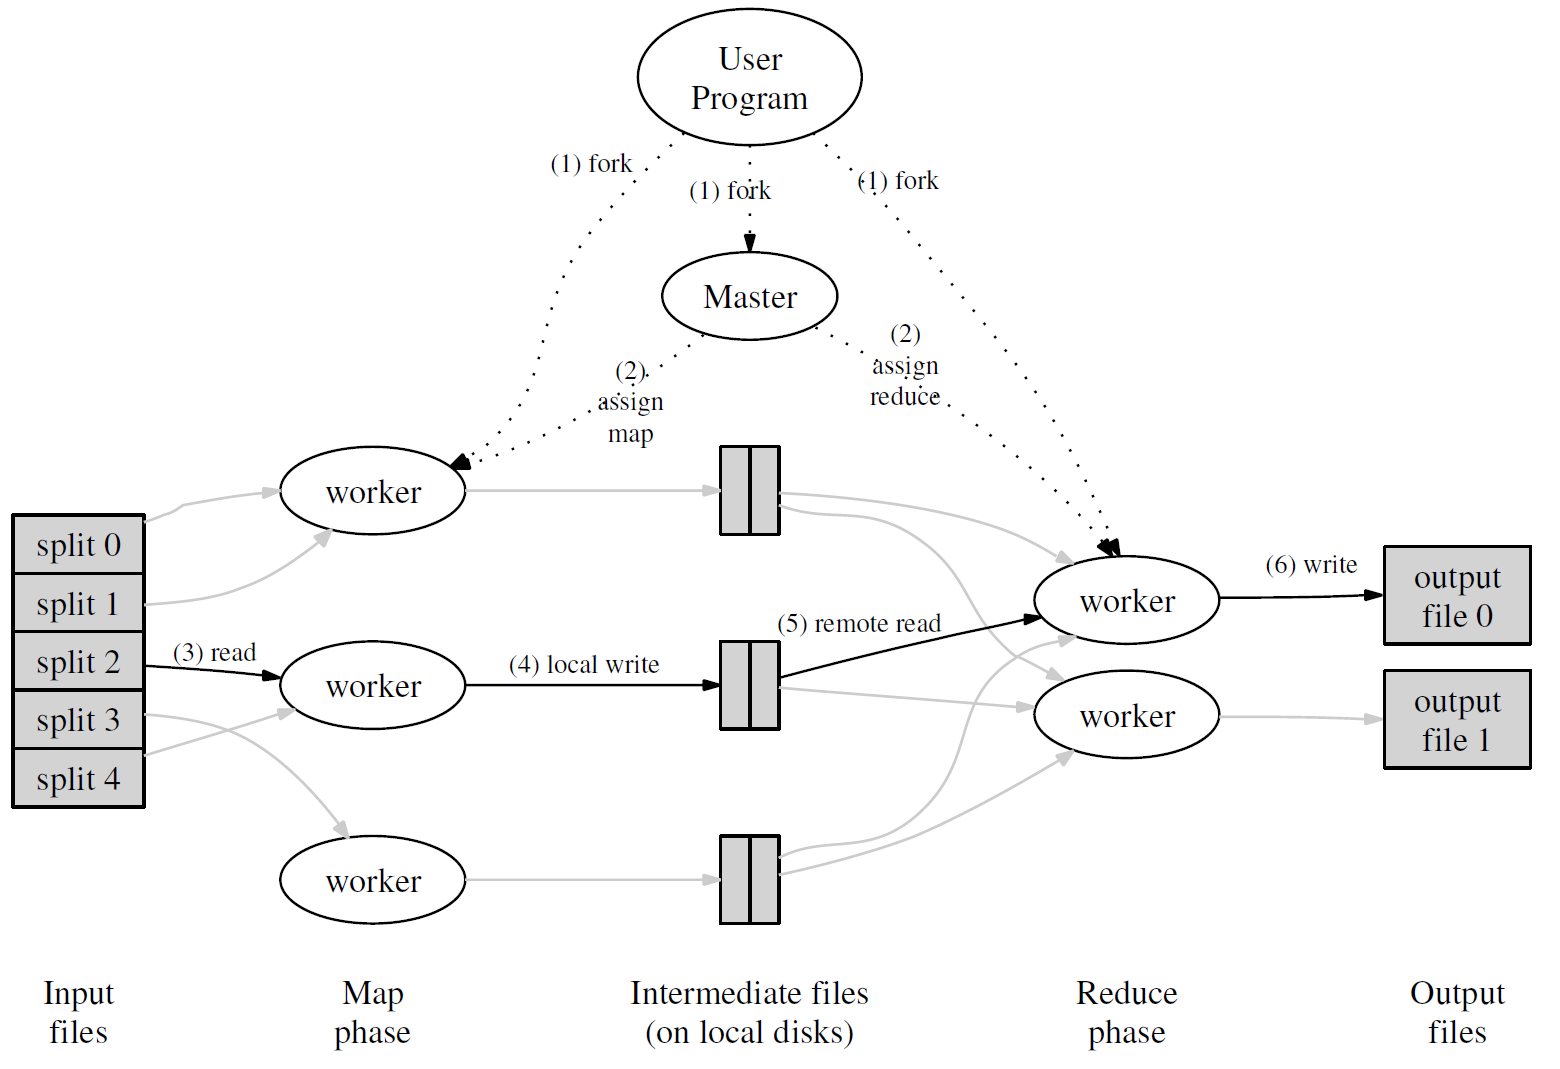 User
Program
(1) fork
(1) fork
(1) fork
Master
(2)
assign
map
(2)
assign
reduce
split 0
split 1
split 2
split 3
split 4
(3) read
worker
worker
worker
(4) local write
(5) remote read
worker
worker
(6) write
output
file 0
output
file 1
Input
files
Map
phase
Intermediate files
(on local disks)
Reduce
phase
Output
files